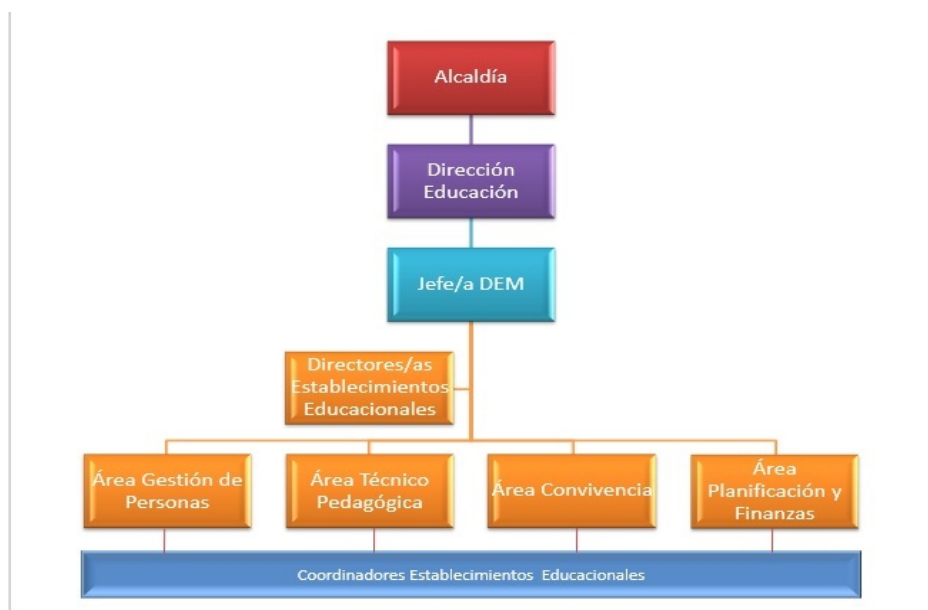 Alcaldía
Dirección
Educación
Jefe/a DEM
Directores/as
Establecimientos
Educacionales
Área Gestión de
Personas
Área Técnico
Pedagógica
Área Convivencia
Área
Planificación y
Finanzas
Coordinadores Establecimientos Educacionales